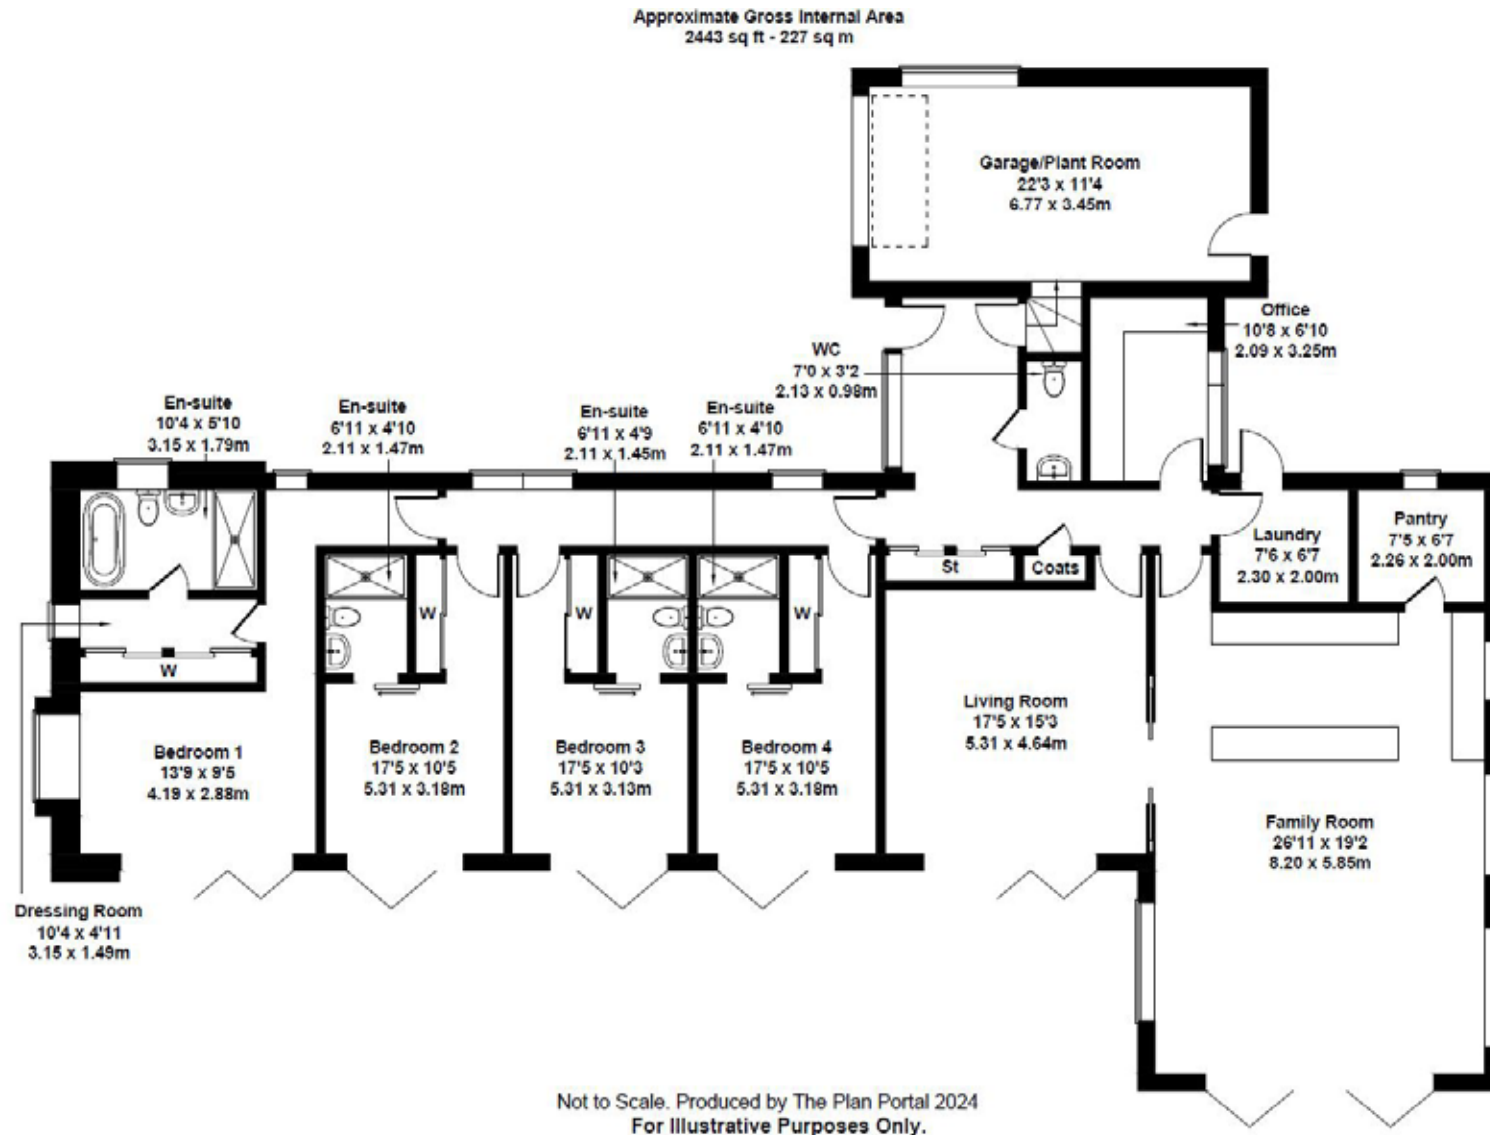 Approximate Gross Internal Area
2443 sq ft - 227 sq m
Garage/Plant Room
22'3 x 11'4
6.77 x 3.45m
Office
10'8 x 6'10
2.09 x 3.25m
WC
7'0 x 3'2
2.13 x 0.98m
En-suite
10'4 x 5'10
3.15 x 1.79m
En-suite
6'11 x 4'10
2.11 x 1.47m
En-suite
6'11 x 4'9
2.11 x 1.45m
En-suite
6'11 x 4'10
2.11 x 1.47m
Laundry
7'6 x 6'7
2.30 x 2.00m
Pantry
7'5 x 6'7
2.26 x 2.00m
St
Coats
W
W
W
W
Living Room
17'5 x 15'3
5.31 x 4.64m
Bedroom 1
13'9 x 9'5
4.19 x 2.88m
Bedroom 2
17'5 x 10'5
5.31 x 3.18m
Bedroom 3
17'5 x 10'3
5.31 x 3.13m
Bedroom 4
17'5 x 10'5
5.31 x 3.18m
Family Room
26'11 x 19'2
8.20 x 5.85m
Dressing Room
10'4 x 4'11
3.15 x 1.49m
Not to Scale. Produced by The Plan Portal 2024
For Illustrative Purposes Only.